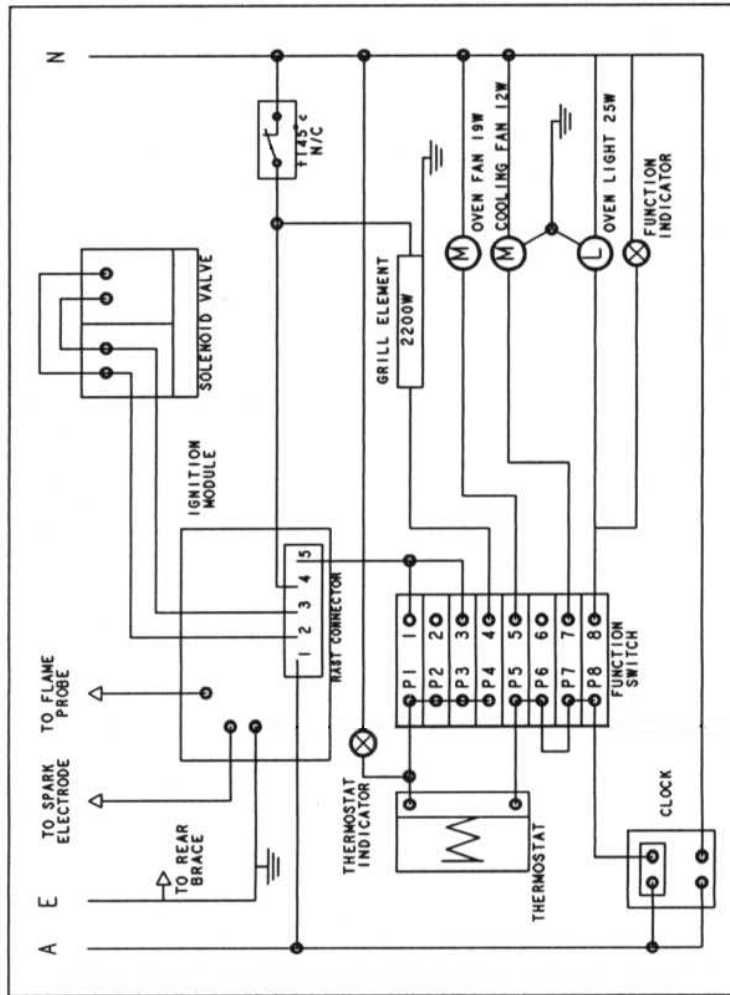 A
E
N
TO SPARK
ELECTRODE
TO FLAME
PROBE
TO REAR
BRACE
IGNITION
MODULE
SOLENOID VALVE
1 2 3 4 5
RAST CONNECTOR
+145°c
N/C
THERMOSTAT
INDICATOR
GRILL ELEMENT
2200W
M
OVEN FAN 19W
M
COOLING FAN 12W
L
OVEN LIGHT 25W
FUNCTION
INDICATOR
THERMOSTAT
P1 1
P2 2
P3 3
P4 4
P5 5
P6 6
P7 7
P8 8
FUNCTION
SWITCH
CLOCK